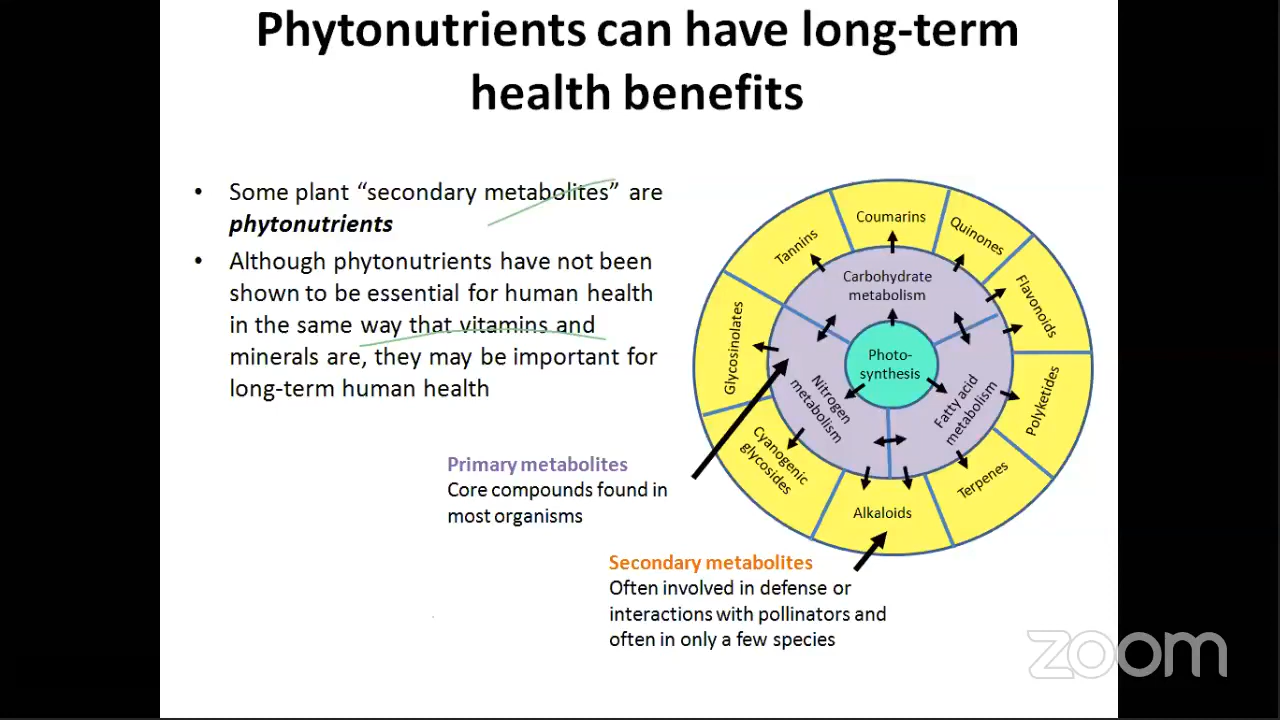 Phytonutrients can have long-term
health benefits
• Some plant “secondary metabolites” are
phytonutrients
• Although phytonutrients have not been
shown to be essential for human health
in the same way that vitamins and
minerals are, they may be important for
long-term human health
Primary metabolites
Core compounds found in
most organisms
Secondary metabolites
Often involved in defense or
interactions with pollinators and
often in only a few species
Coumarins
Quinones
Flavonoids
Polyketides
Terpenes
Alkaloids
Cyanogenic
glycosides
Glycosinolates
Tannins
Carbohydrate
metabolism
Fatty acid
metabolism
Nitrogen
metabolism
Photo-
synthesis
zoom